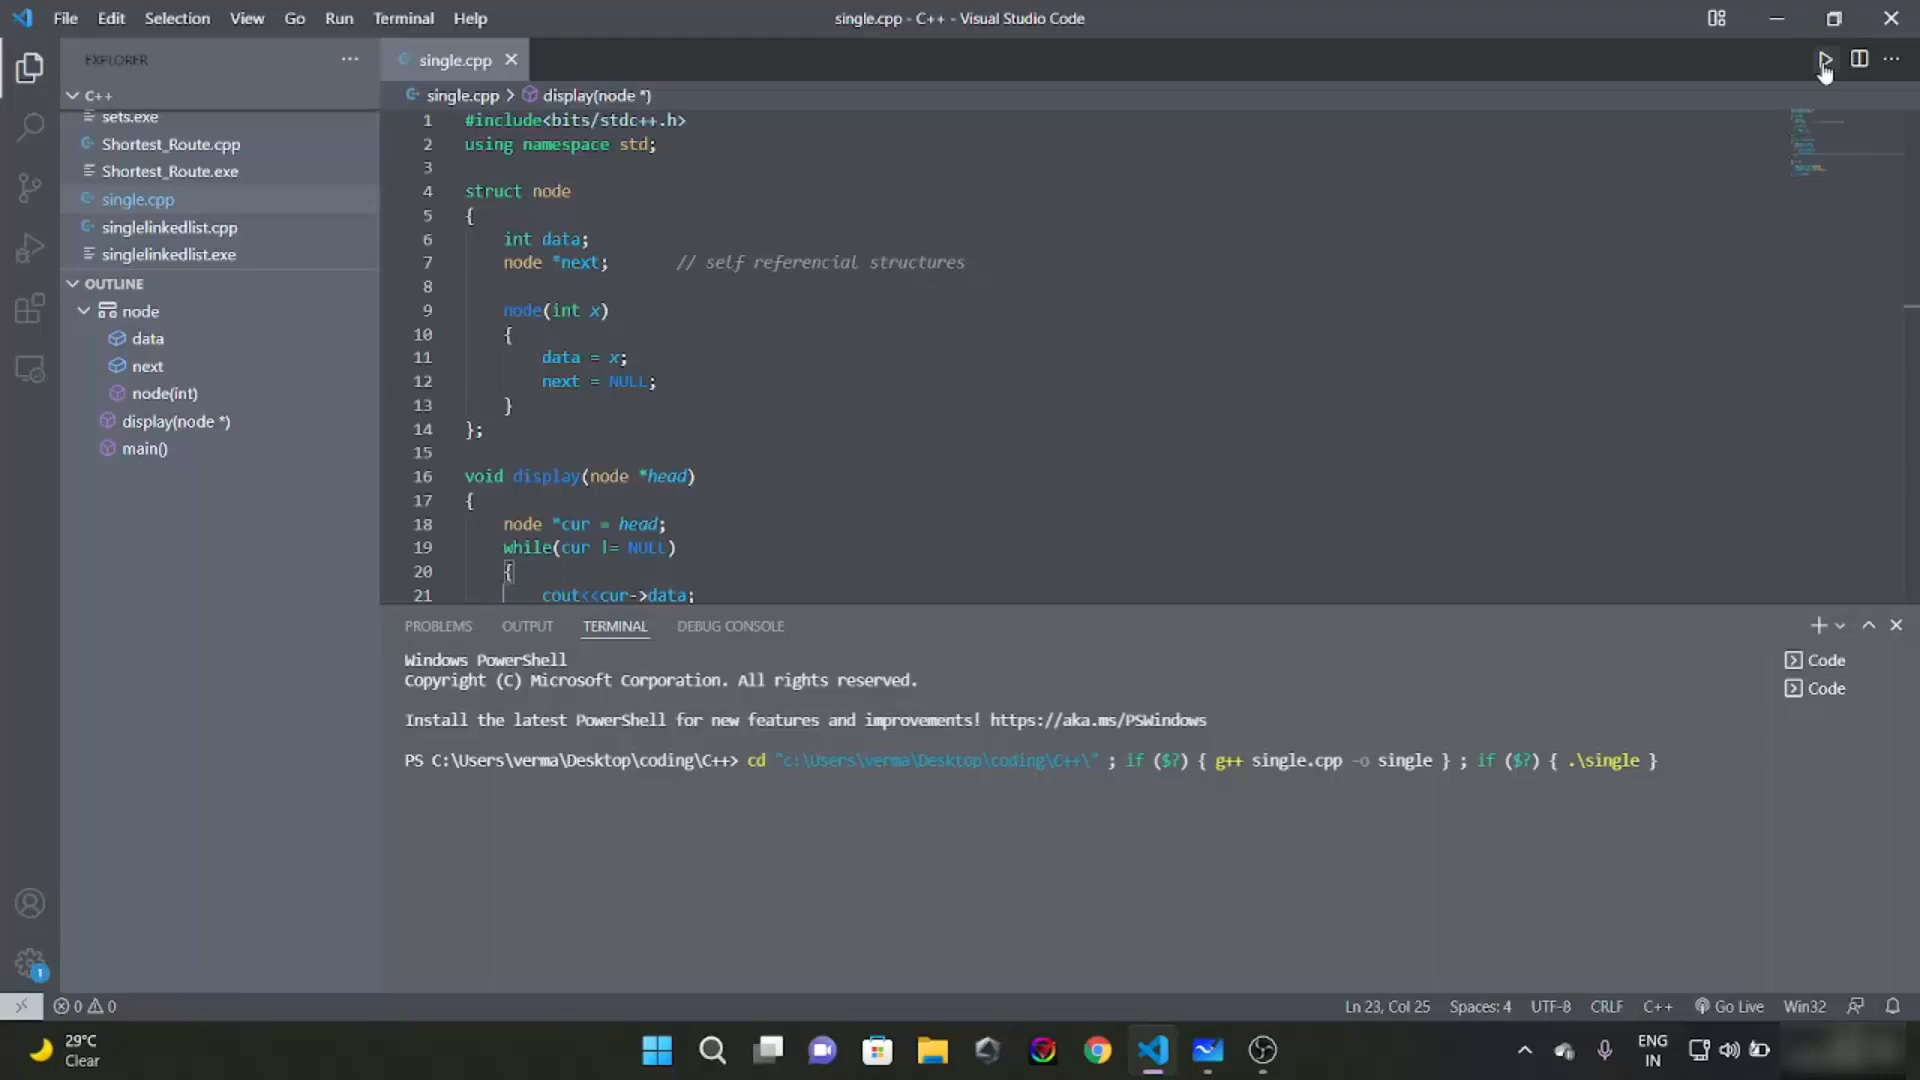 File Edit Selection View Go Run Terminal Help
single.cpp - C++ - Visual Studio Code
EXPLORER
C++
sets.exe
Shortest_Route.cpp
Shortest_Route.exe
single.cpp
singlelinkedlist.cpp
singlelinkedlist.exe
OUTLINE
node
data
next
node(int)
display(node *)
main()
single.cpp
single.cpp > display(node *)
1 #include<bits/stdc++.h>
2 using namespace std;
3
4 struct node
5 {
6 int data;
7 node *next; // self referencial structures
8
9 node(int x)
10 {
11 data = x;
12 next = NULL;
13 }
14 };
15
16 void display(node *head)
17 {
18 node *cur = head;
19 while(cur != NULL)
20 {
21 cout<<cur->data;
PROBLEMS OUTPUT TERMINAL DEBUG CONSOLE
Windows PowerShell
Copyright (C) Microsoft Corporation. All rights reserved.
Install the latest PowerShell for new features and improvements! https://aka.ms/PSWindows
PS C:\Users\verma\Desktop\coding\C++> cd "c:\Users\verma\Desktop\coding\C++\" ; if ($?) { g++ single.cpp -o single } ; if ($?) { .\single }
Code
Code
1
0 0
Ln 23, Col 25 Spaces: 4 UTF-8 CRLF C++ Go Live Win32
29°C
Clear
ENG
IN